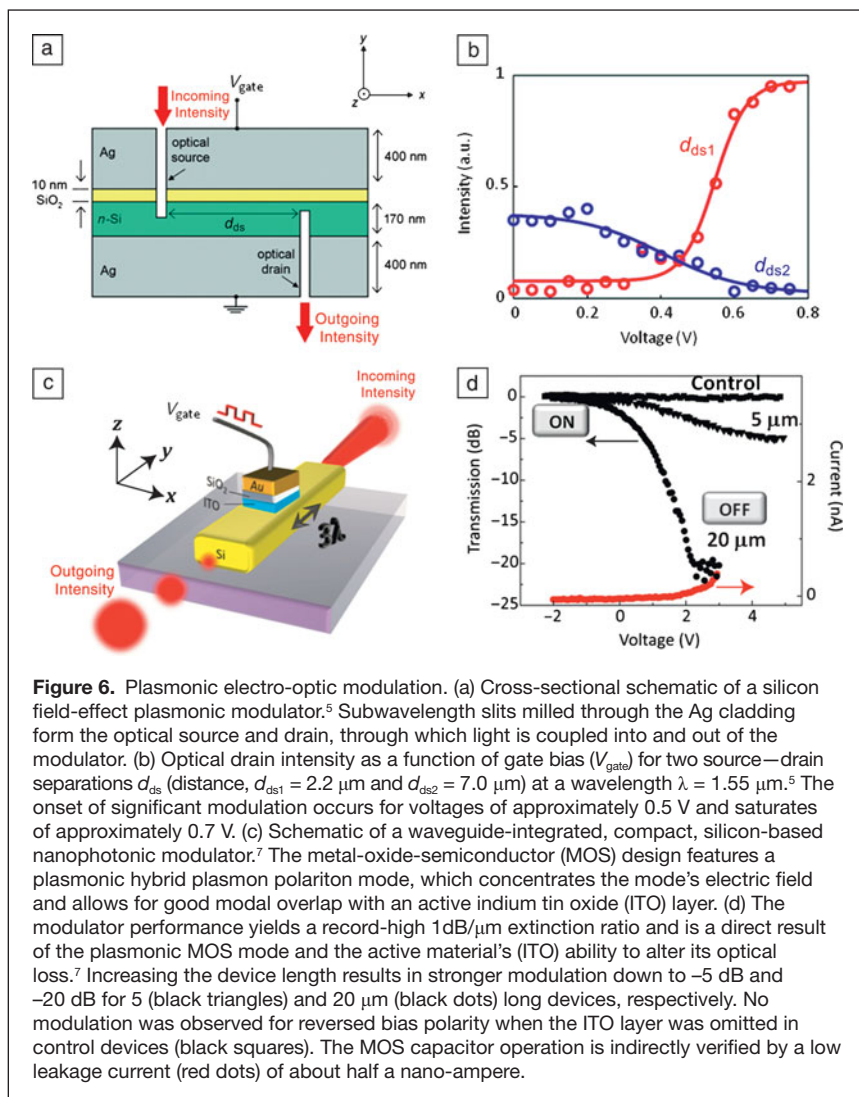 a
y
x
z
V_gate
Incoming
Intensity
optical
source
Ag
400 nm
10 nm
SiO₂
n-Si
d_ds
170 nm
optical
drain
Ag
400 nm
Outgoing
Intensity
b
1
0.5
0
Intensity (a.u.)
d_ds1
d_ds2
0 0.2 0.4 0.6 0.8
Voltage (V)
c
z
y
x
V_gate
Incoming
Intensity
Au
SiO₂
ITO
Si
3λ
Outgoing
Intensity
d
Control
5 μm
ON
OFF
20 μm
0
-5
-10
-15
-20
-25
Transmission (dB)
2
0
Current (nA)
-2 0 2 4
Voltage (V)
Figure 6. Plasmonic electro-optic modulation. (a) Cross-sectional schematic of a silicon
field-effect plasmonic modulator.⁵ Subwavelength slits milled through the Ag cladding
form the optical source and drain, through which light is coupled into and out of the
modulator. (b) Optical drain intensity as a function of gate bias (V_gate) for two source—drain
separations d_ds (distance, d_ds1 = 2.2 μm and d_ds2 = 7.0 μm) at a wavelength λ = 1.55 μm.⁵ The
onset of significant modulation occurs for voltages of approximately 0.5 V and saturates
of approximately 0.7 V. (c) Schematic of a waveguide-integrated, compact, silicon-based
nanophotonic modulator.⁷ The metal-oxide-semiconductor (MOS) design features a
plasmonic hybrid plasmon polariton mode, which concentrates the mode's electric field
and allows for good modal overlap with an active indium tin oxide (ITO) layer. (d) The
modulator performance yields a record-high 1dB/μm extinction ratio and is a direct result
of the plasmonic MOS mode and the active material's (ITO) ability to alter its optical
loss.⁷ Increasing the device length results in stronger modulation down to –5 dB and
–20 dB for 5 (black triangles) and 20 μm (black dots) long devices, respectively. No
modulation was observed for reversed bias polarity when the ITO layer was omitted in
control devices (black squares). The MOS capacitor operation is indirectly verified by a low
leakage current (red dots) of about half a nano-ampere.